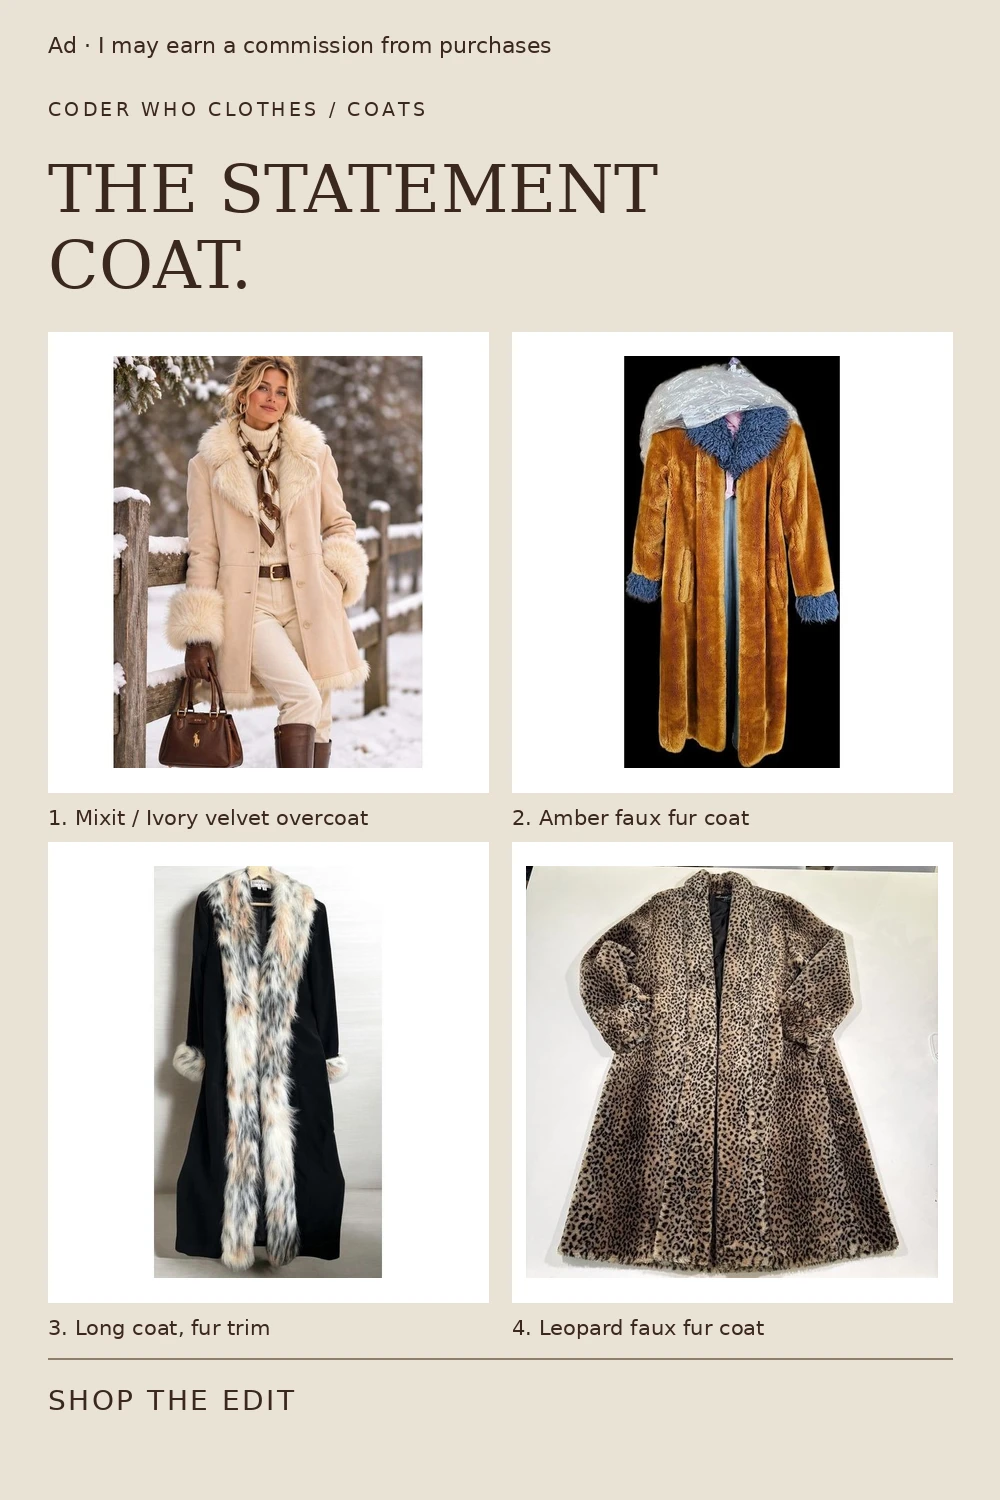 Ad · I may earn a commission from purchases
CODER WHO CLOTHES / COATS
THE STATEMENT
COAT.
1. Mixit / Ivory velvet overcoat
2. Amber faux fur coat
3. Long coat, fur trim
4. Leopard faux fur coat
SHOP THE EDIT